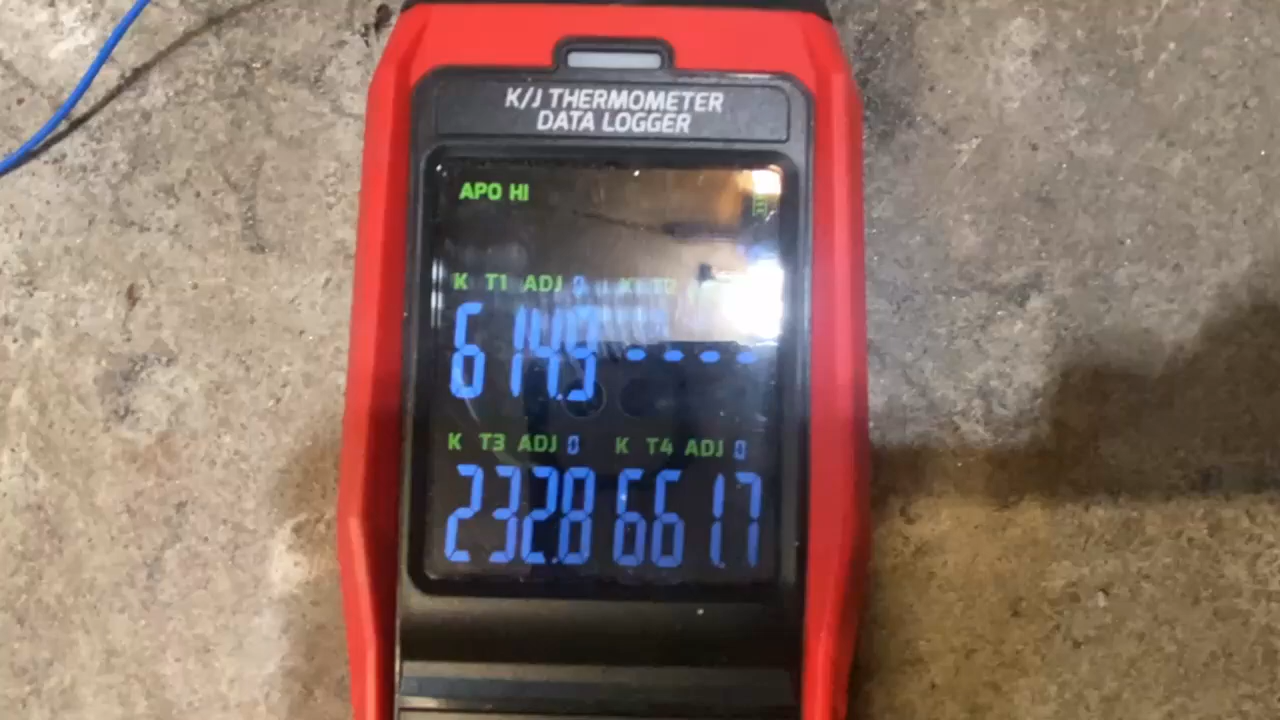 K/J THERMOMETER
DATA LOGGER
APO HI
K T1 ADJ 0 K T2
614.9 - - - -
K T3 ADJ 0 K T4 ADJ 0
232.8 661.7